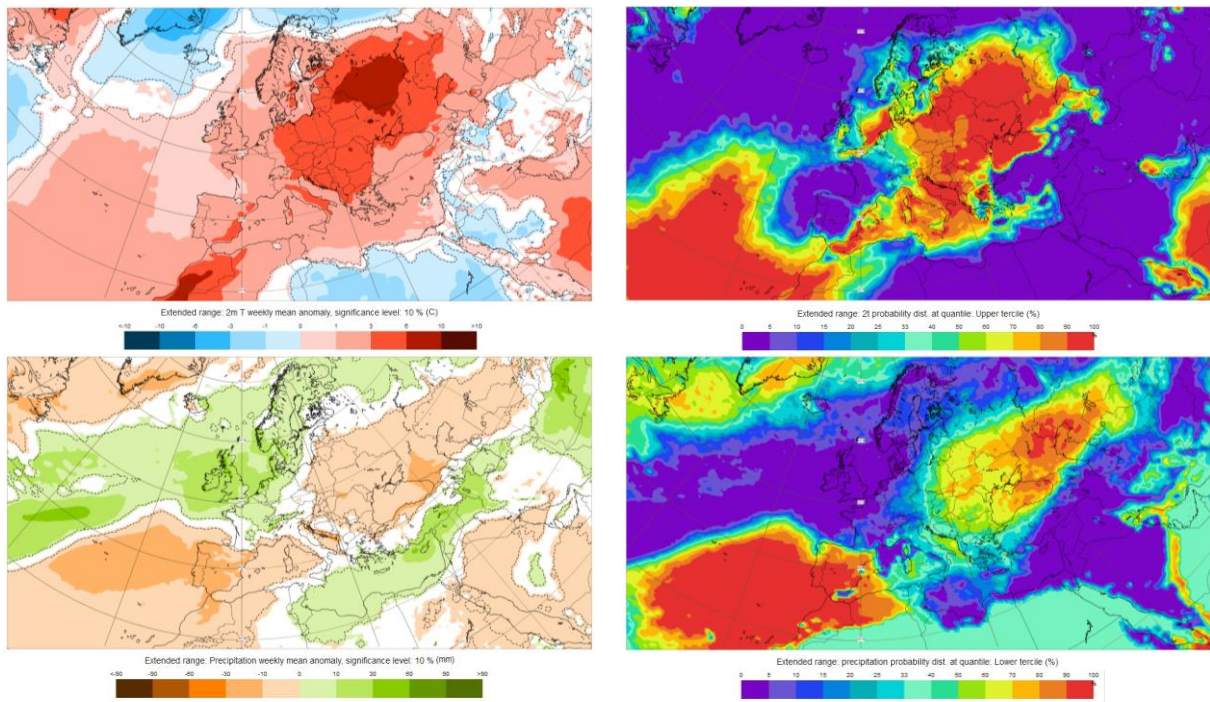 Extended range: 2m T weekly mean anomaly, significance level: 10 % (C)
<-10 -10 -6 -3 -1 0 1 3 6 10 >10
Extended range: 2t probability dist. at quantile: Upper tercile (%)
0 5 10 15 20 33 40 50 60 70 80 90 100
%
Extended range: Precipitation weekly mean anomaly, significance level: 10 % (mm)
<-90 -90 -60 -30 -10 0 10 30 60 90 >90
Extended range: precipitation probability dist. at quantile: Lower tercile (%)
0 5 10 15 20 33 40 50 60 70 80 90 100
%